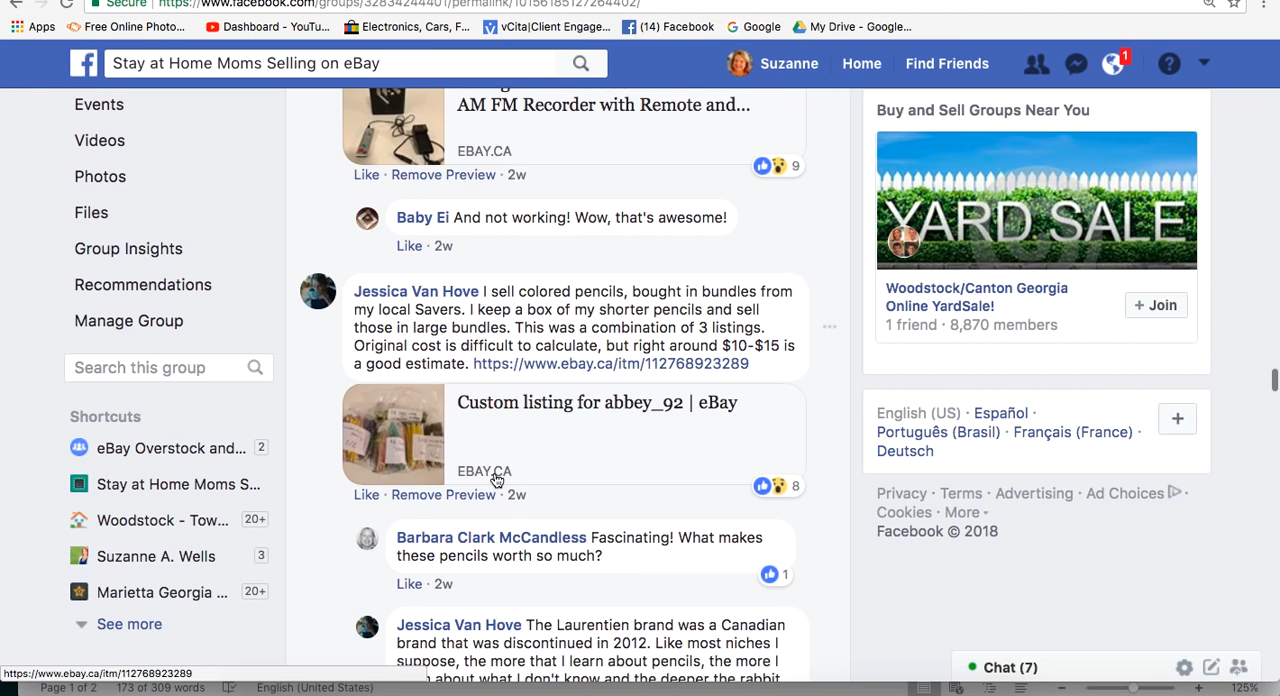 Secure https://www.facebook.com/groups/32834244401/permalink/10156185127264402/
Apps Free Online Photo... Dashboard - YouTu... Electronics, Cars, F... vCita|Client Engage... (14) Facebook Google My Drive - Google...
Stay at Home Moms Selling on eBay
Suzanne Home Find Friends 1
Events
Videos
Photos
Files
Group Insights
Recommendations
Manage Group
Search this group
Shortcuts
eBay Overstock and... 2
Stay at Home Moms S...
Woodstock - Tow... 20+
Suzanne A. Wells 3
Marietta Georgia ... 20+
See more
AM FM Recorder with Remote and...
EBAY.CA
9
Like · Remove Preview · 2w
Baby Ei And not working! Wow, that's awesome!
Like · 2w
Jessica Van Hove I sell colored pencils, bought in bundles from
my local Savers. I keep a box of my shorter pencils and sell
those in large bundles. This was a combination of 3 listings.
Original cost is difficult to calculate, but right around $10-$15 is
a good estimate. https://www.ebay.ca/itm/112768923289
Custom listing for abbey_92 | eBay
EBAY.CA
8
Like · Remove Preview · 2w
Barbara Clark McCandless Fascinating! What makes
these pencils worth so much?
1
Like · 2w
Jessica Van Hove The Laurentien brand was a Canadian
brand that was discontinued in 2012. Like most niches I
suppose, the more that I learn about pencils, the more I
about what I don't know and the deeper the rabbit
Buy and Sell Groups Near You
YARD SALE
Woodstock/Canton Georgia
Online YardSale!
+ Join
1 friend · 8,870 members
English (US) · Español ·
Português (Brasil) · Français (France) ·
Deutsch
+
Privacy · Terms · Advertising · Ad Choices ·
Cookies · More
Facebook © 2018
Chat (7)
https://www.ebay.ca/itm/112768923289
Page 1 of 2 173 of 309 words English (United States) 125%